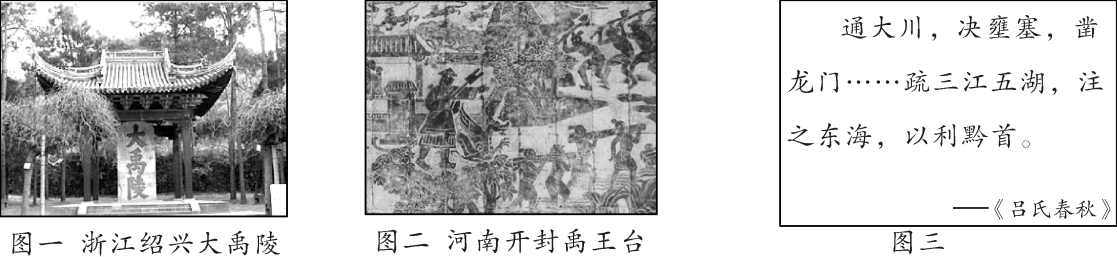 大禹陵
通大川，决壅塞，凿
龙门……疏三江五湖，注
之东海，以利黔首。
——《吕氏春秋》
图一 浙江绍兴大禹陵
图二 河南开封禹王台
图三